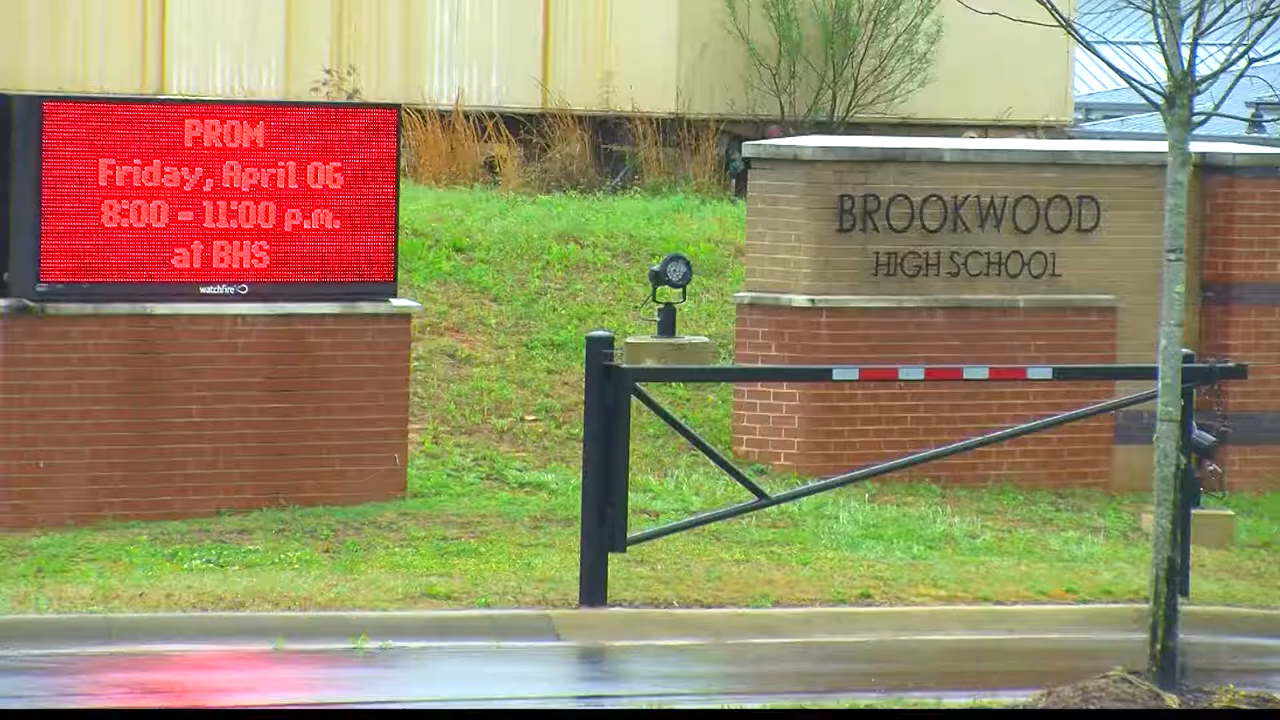 PROM
Friday, April 06
8:00 - 11:00 p.m.
at BHS
watchfire
BROOKWOOD
HIGH SCHOOL